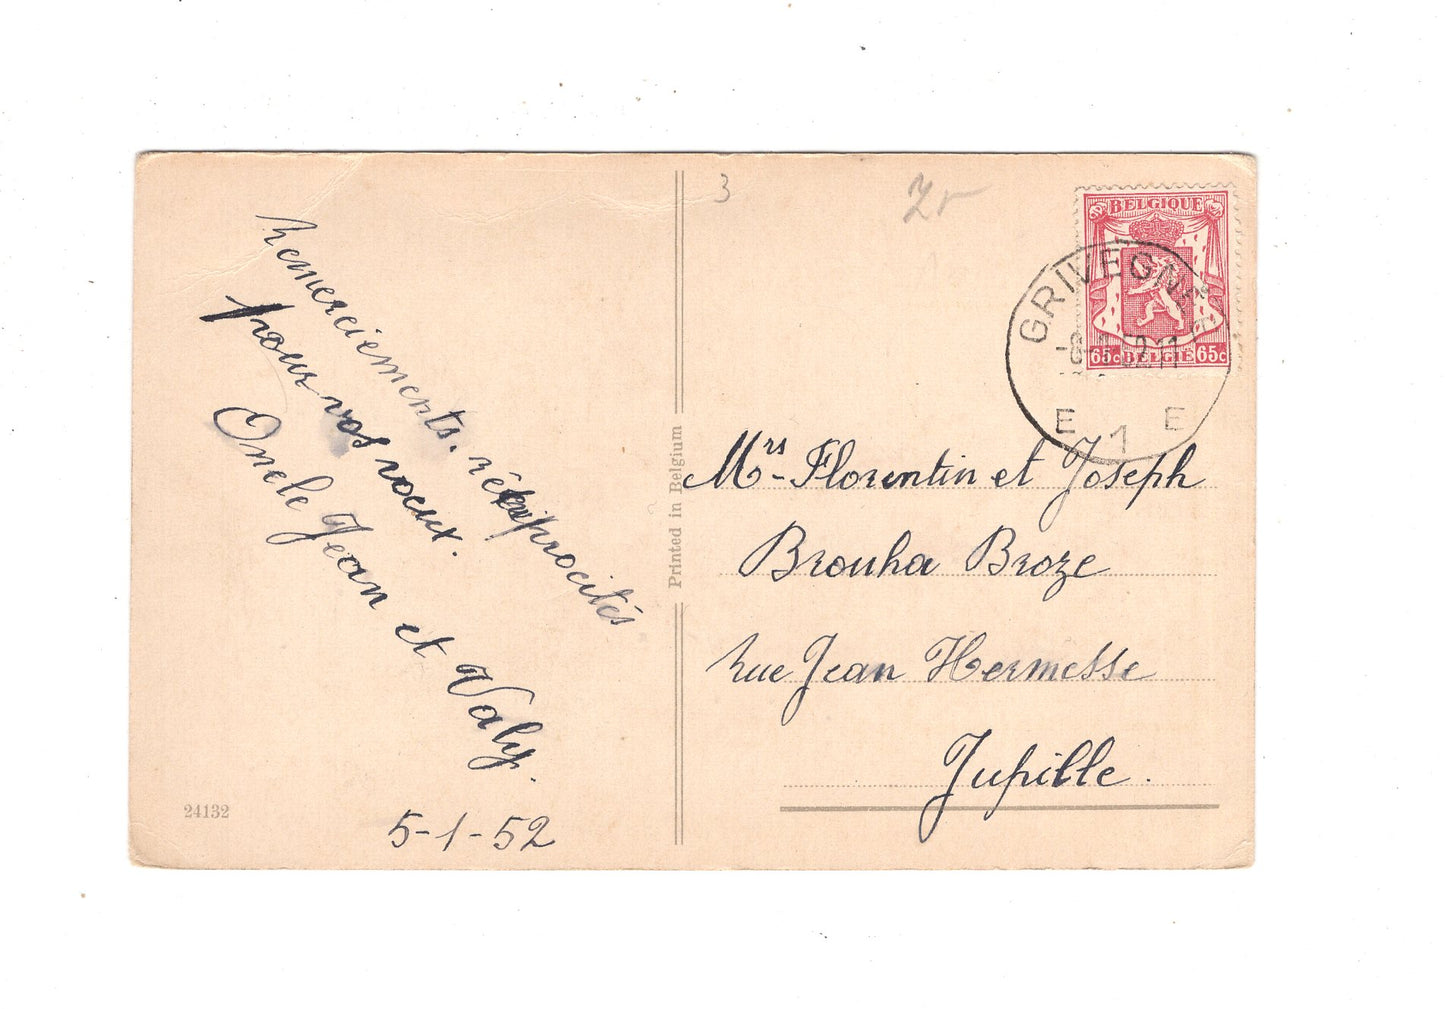 Remerciements, réciprocités
pour vos voeux.
Oncle Jean et Valy.
5-1-52
24132
Printed in Belgium
3
BELGIQUE
65c BELGIË 65c
GRIVEGNÉE
E 1 E
Mrs Florentin et Joseph
Brouha Broze
rue Jean Hermesse
Jupille.